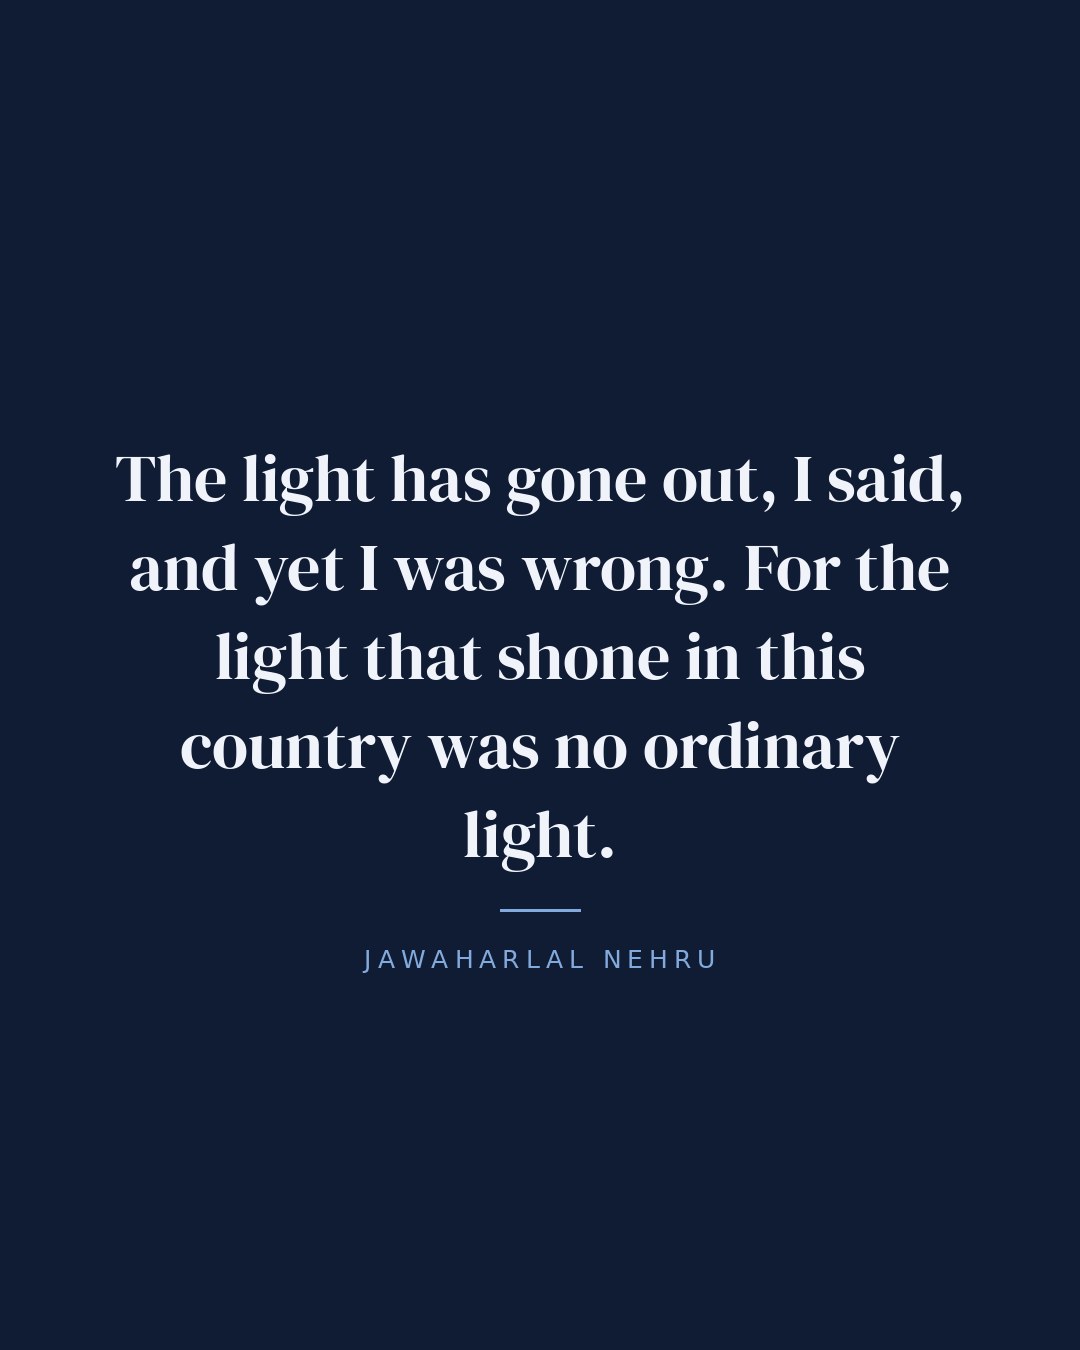 The light has gone out, I said,
and yet I was wrong. For the
light that shone in this
country was no ordinary
light.
JAWAHARLAL NEHRU